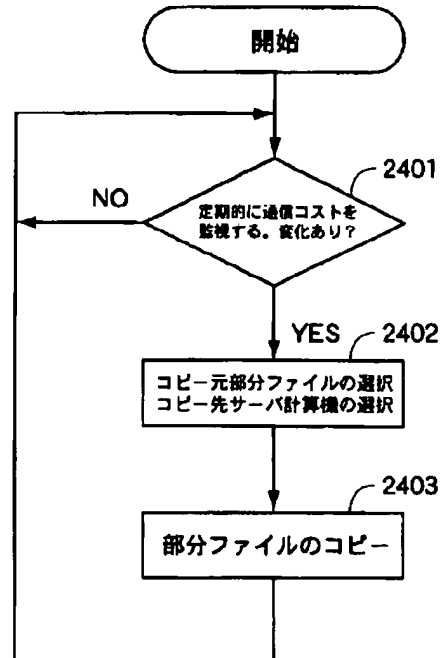 開始
2401
定期的に通信コストを
監視する。変化あり？
NO
YES
2402
コピー元部分ファイルの選択
コピー先サーバ計算機の選択
2403
部分ファイルのコピー